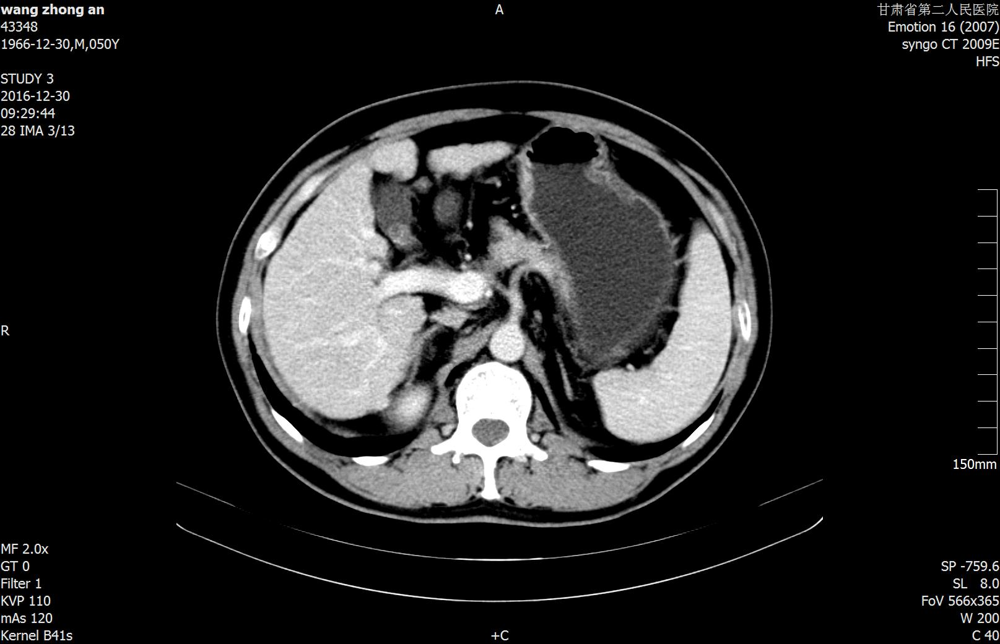 wang zhong an
43348
1966-12-30,M,050Y
STUDY 3
2016-12-30
09:29:44
28 IMA 3/13
A
甘肃省第二人民医院
Emotion 16 (2007)
syngo CT 2009E
HFS
R
150mm
MF 2.0x
GT 0
Filter 1
KVP 110
mAs 120
Kernel B41s
+C
SP -759.6
SL 8.0
FoV 566x365
W 200
C 40